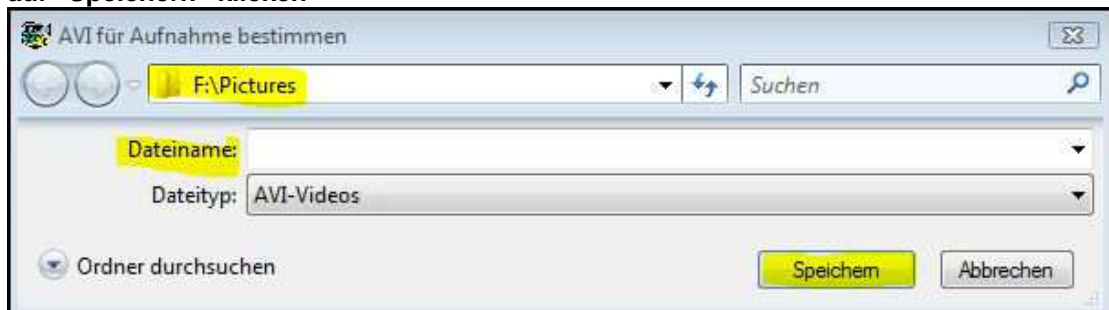 auf "Speichern" klicken
AVI für Aufnahme bestimmen
F:\Pictures
Suchen
Dateiname:
Dateityp: AVI-Videos
Ordner durchsuchen
Speichern
Abbrechen